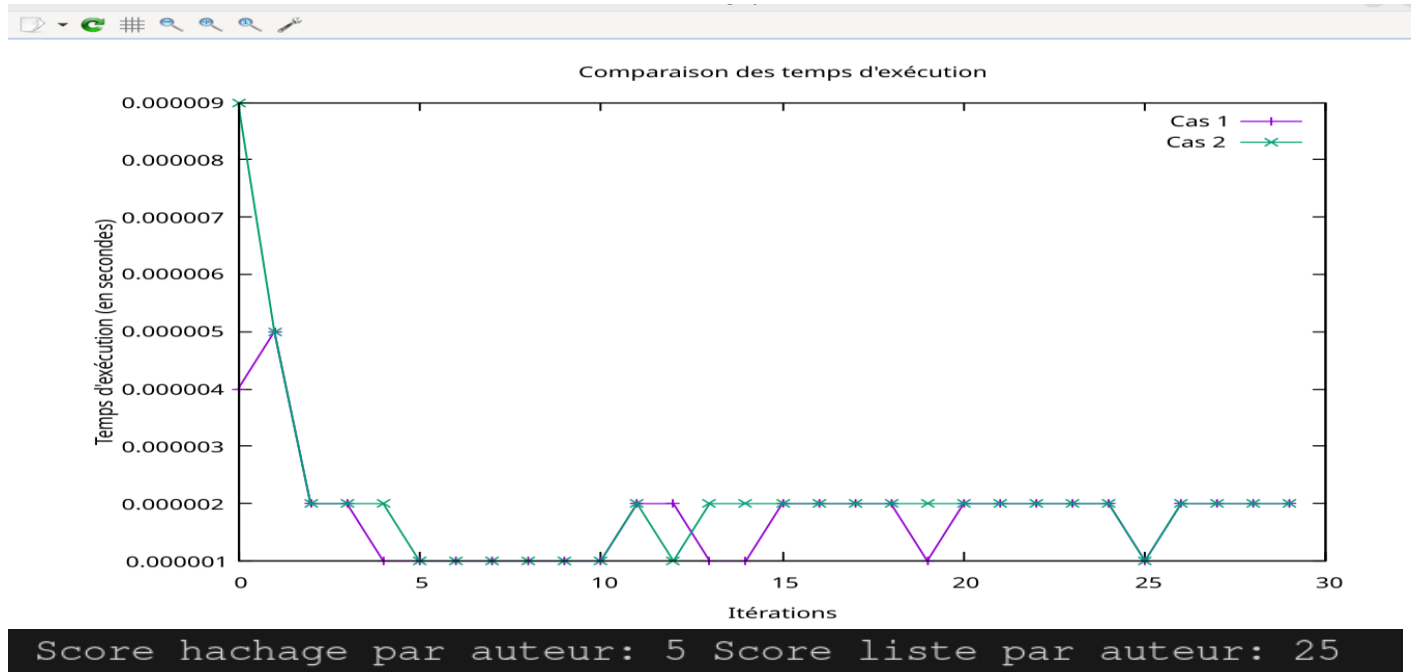 Comparaison des temps d'exécution
Cas 1
Cas 2
0.000009
0.000008
0.000007
0.000006
0.000005
0.000004
0.000003
0.000002
0.000001
Temps d'exécution (en secondes)
0 5 10 15 20 25 30
Itérations
Score hachage par auteur: 5 Score liste par auteur: 25